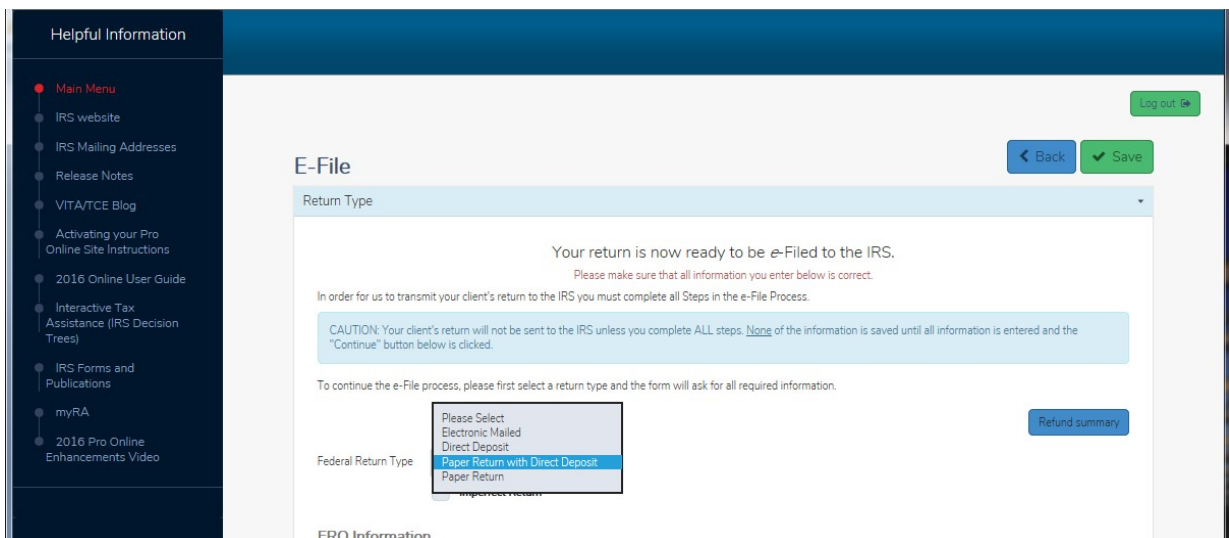 Helpful Information
Main Menu
IRS website
IRS Mailing Addresses
Release Notes
VITA/TCE Blog
Activating your Pro
Online Site Instructions
2016 Online User Guide
Interactive Tax
Assistance (IRS Decision
Trees)
IRS Forms and
Publications
myRA
2016 Pro Online
Enhancements Video
Log out
E-File
Back
Save
Return Type
Your return is now ready to be e-Filed to the IRS.
Please make sure that all information you enter below is correct.
In order for us to transmit your client's return to the IRS you must complete all Steps in the e-File Process.
CAUTION: Your client's return will not be sent to the IRS unless you complete ALL steps. None of the information is saved until all information is entered and the
"Continue" button below is clicked.
To continue the e-File process, please first select a return type and the form will ask for all required information.
Please Select
Electronic Mailed
Direct Deposit
Paper Return with Direct Deposit
Paper Return
Refund summary
Federal Return Type
Imperfect Return
ERO Information